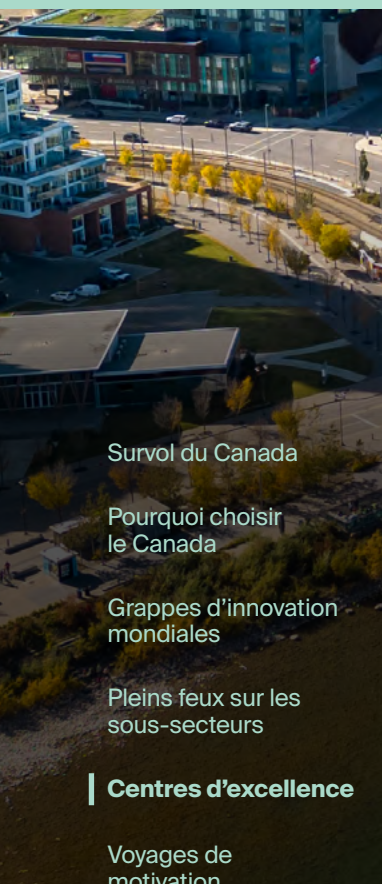 Survol du Canada
Pourquoi choisir
le Canada
Grappes d’innovation
mondiales
Pleins feux sur les
sous-secteurs
Centres d’excellence
Voyages de
motivation